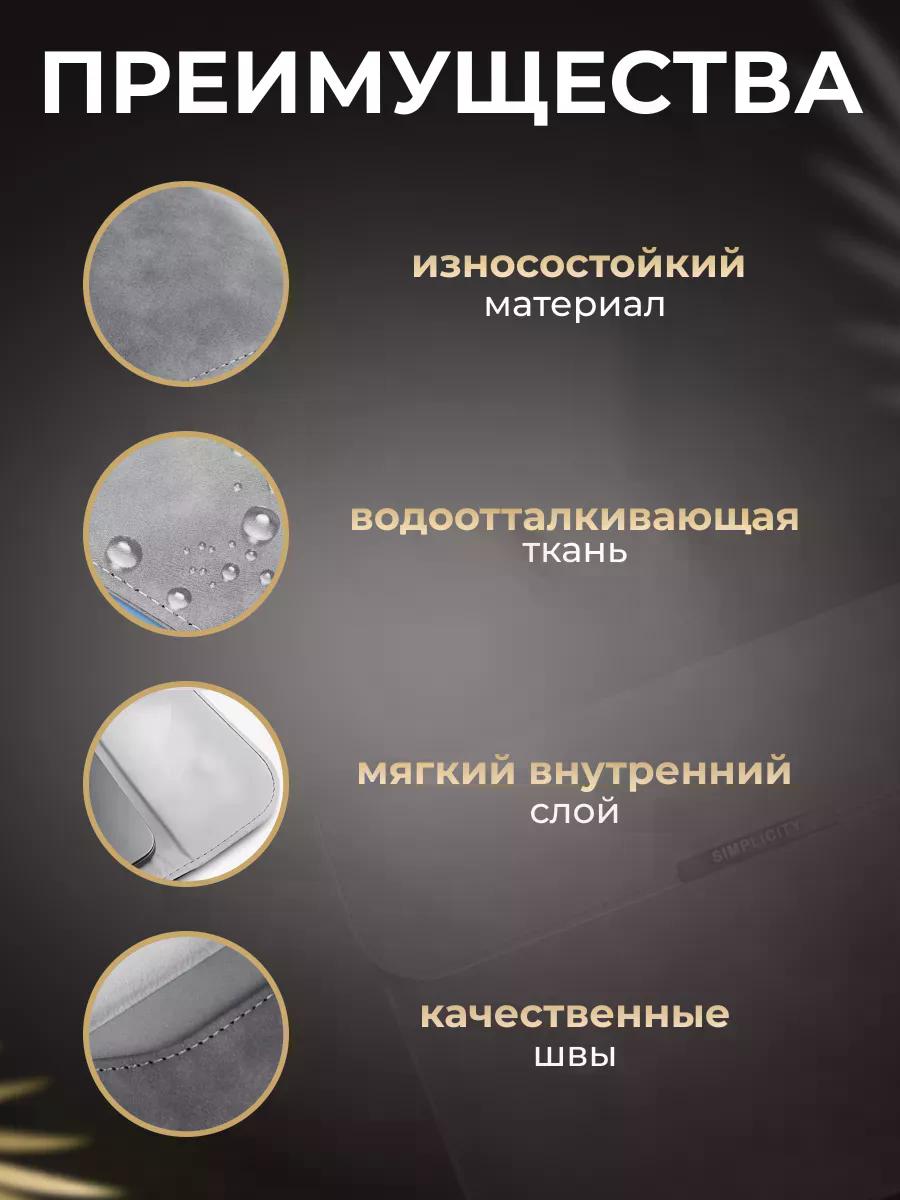 ПРЕИМУЩЕСТВА
износостойкий
материал
водоотталкивающая
ткань
мягкий внутренний
слой
SIMPLICITY
качественные
швы